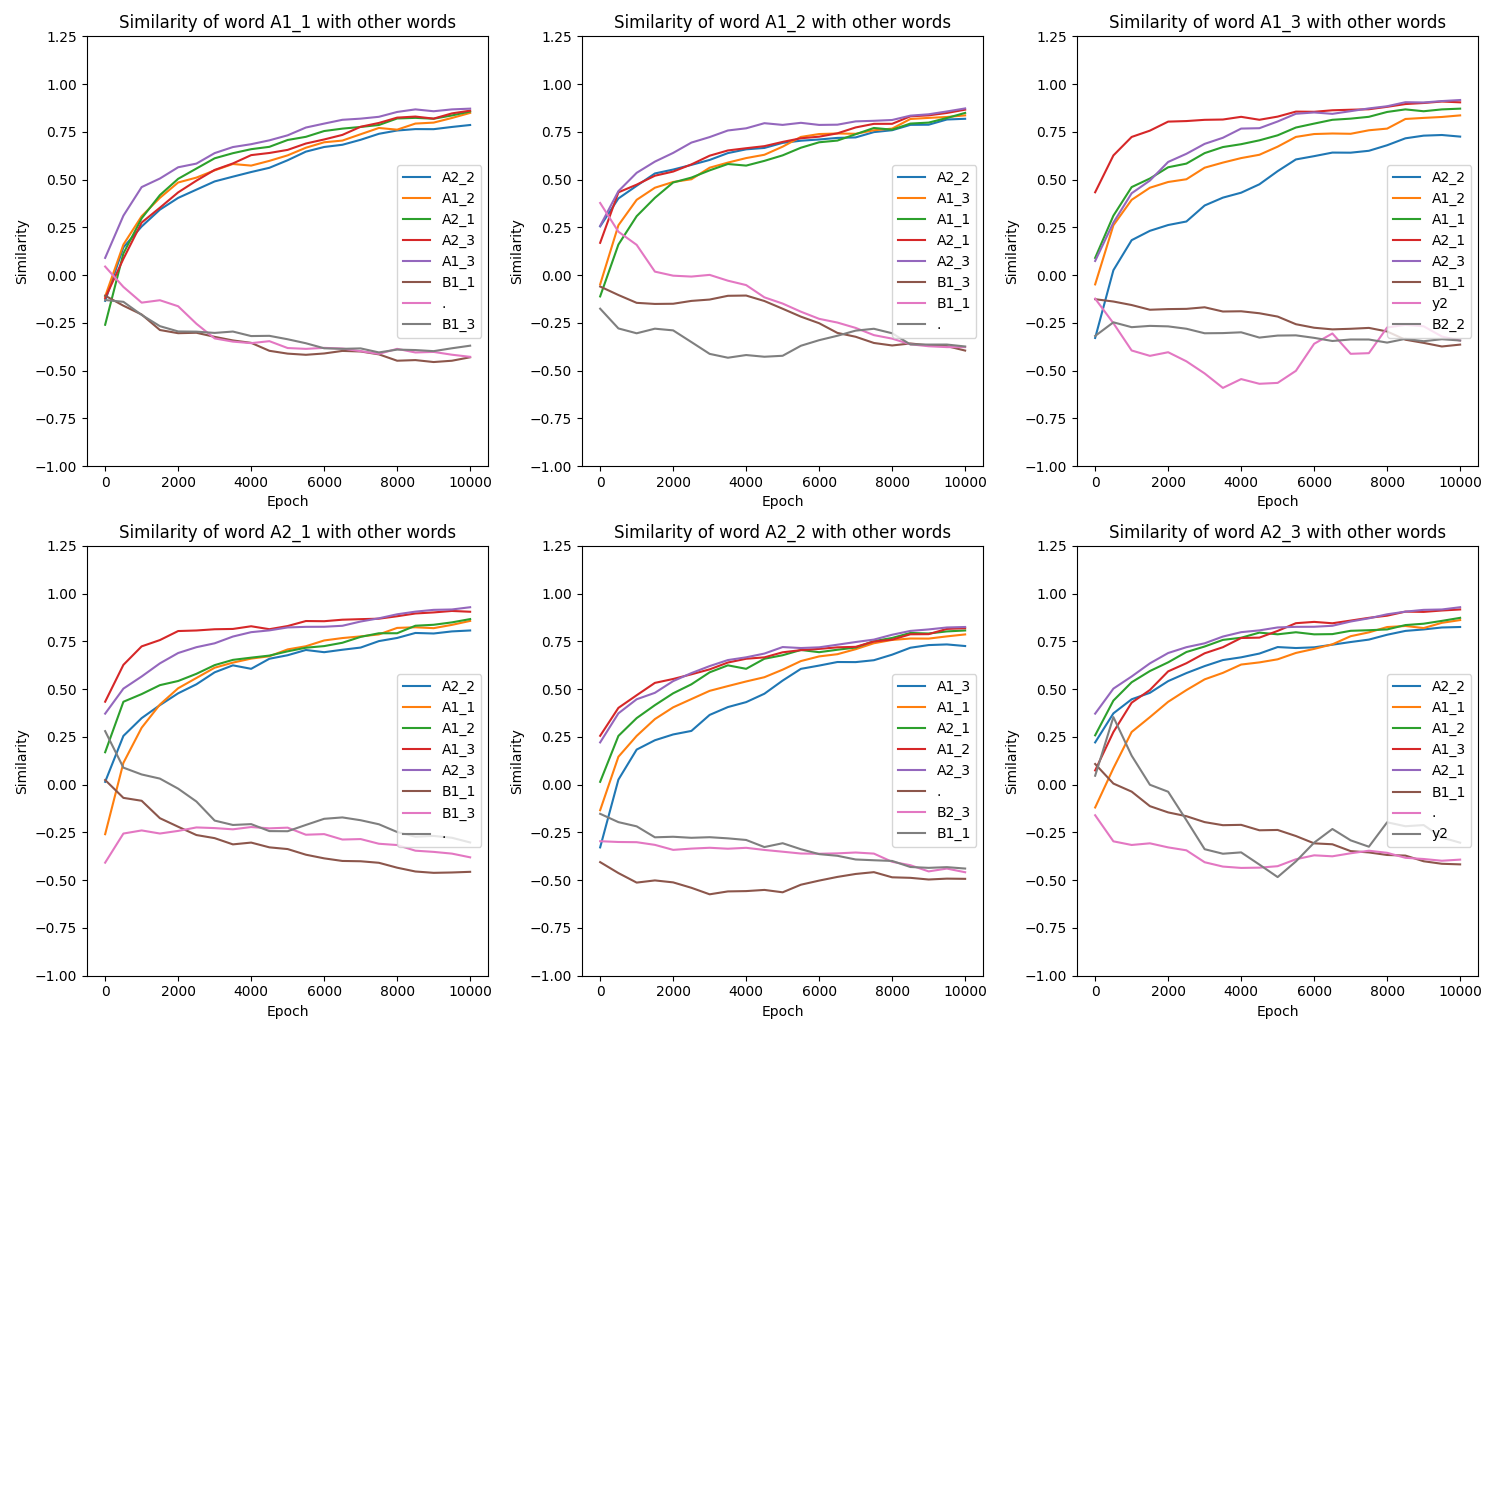 Similarity of word A1_1 with other words
1.25
1.00
0.75
0.50
0.25
0.00
−0.25
−0.50
−0.75
−1.00
Similarity
0 2000 4000 6000 8000 10000
Epoch
A2_2
A1_2
A2_1
A2_3
A1_3
B1_1
.
B1_3
Similarity of word A1_2 with other words
1.25
1.00
0.75
0.50
0.25
0.00
−0.25
−0.50
−0.75
−1.00
Similarity
0 2000 4000 6000 8000 10000
Epoch
A2_2
A1_3
A1_1
A2_1
A2_3
B1_3
B1_1
.
Similarity of word A1_3 with other words
1.25
1.00
0.75
0.50
0.25
0.00
−0.25
−0.50
−0.75
−1.00
Similarity
0 2000 4000 6000 8000 10000
Epoch
A2_2
A1_2
A1_1
A2_1
A2_3
B1_1
y2
B2_2
Similarity of word A2_1 with other words
1.25
1.00
0.75
0.50
0.25
0.00
−0.25
−0.50
−0.75
−1.00
Similarity
0 2000 4000 6000 8000 10000
Epoch
A2_2
A1_1
A1_2
A1_3
A2_3
B1_1
B1_3
.
Similarity of word A2_2 with other words
1.25
1.00
0.75
0.50
0.25
0.00
−0.25
−0.50
−0.75
−1.00
Similarity
0 2000 4000 6000 8000 10000
Epoch
A1_3
A1_1
A2_1
A1_2
A2_3
.
B2_3
B1_1
Similarity of word A2_3 with other words
1.25
1.00
0.75
0.50
0.25
0.00
−0.25
−0.50
−0.75
−1.00
Similarity
0 2000 4000 6000 8000 10000
Epoch
A2_2
A1_1
A1_2
A1_3
A2_1
B1_1
.
y2